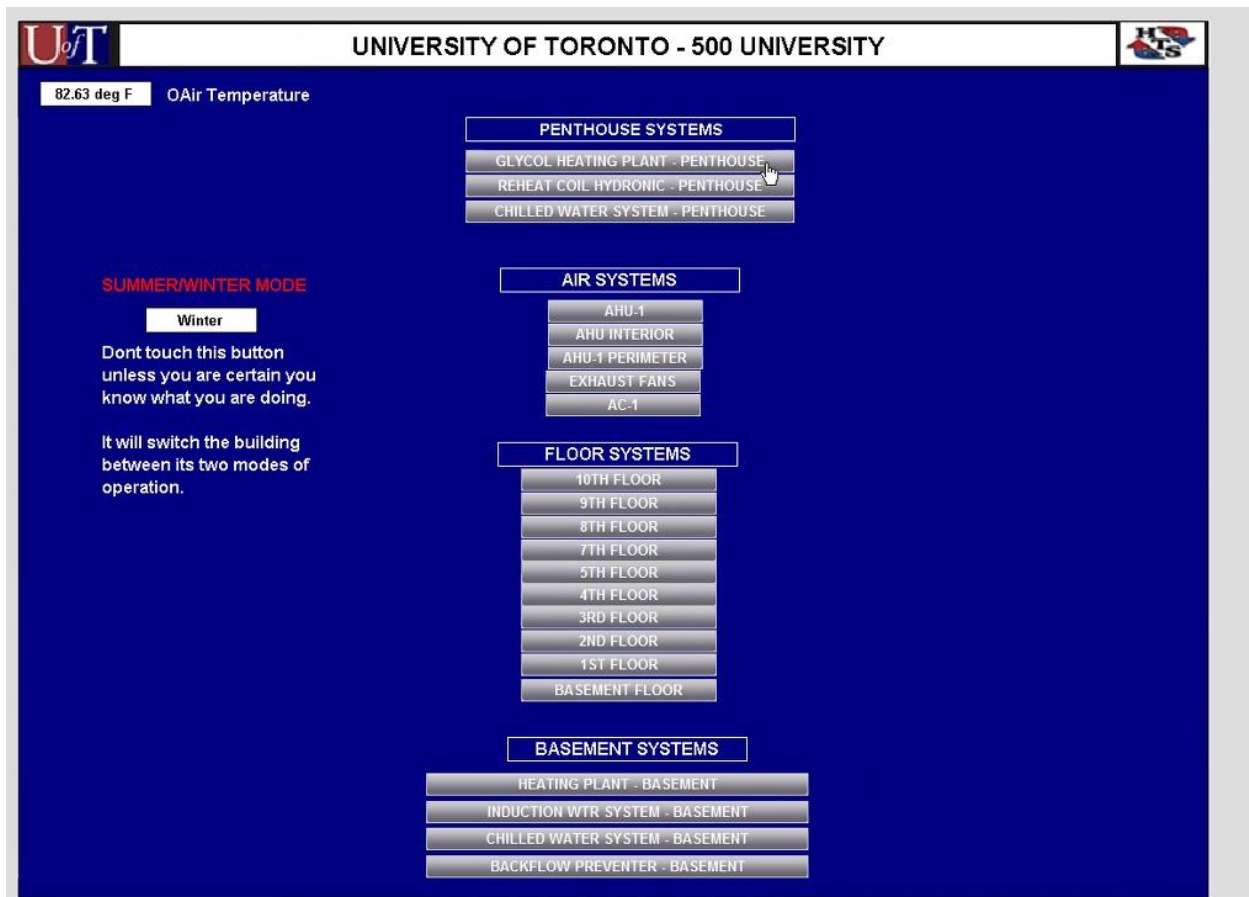 UofT
UNIVERSITY OF TORONTO - 500 UNIVERSITY
HTS
82.63 deg F OAir Temperature
PENTHOUSE SYSTEMS
GLYCOL HEATING PLANT - PENTHOUSE
REHEAT COIL HYDRONIC - PENTHOUSE
CHILLED WATER SYSTEM - PENTHOUSE
SUMMER/WINTER MODE
Winter
Dont touch this button
unless you are certain you
know what you are doing.
It will switch the building
between its two modes of
operation.
AIR SYSTEMS
AHU-1
AHU INTERIOR
AHU-1 PERIMETER
EXHAUST FANS
AC-1
FLOOR SYSTEMS
10TH FLOOR
9TH FLOOR
8TH FLOOR
7TH FLOOR
5TH FLOOR
4TH FLOOR
3RD FLOOR
2ND FLOOR
1ST FLOOR
BASEMENT FLOOR
BASEMENT SYSTEMS
HEATING PLANT - BASEMENT
INDUCTION WTR SYSTEM - BASEMENT
CHILLED WATER SYSTEM - BASEMENT
BACKFLOW PREVENTER - BASEMENT